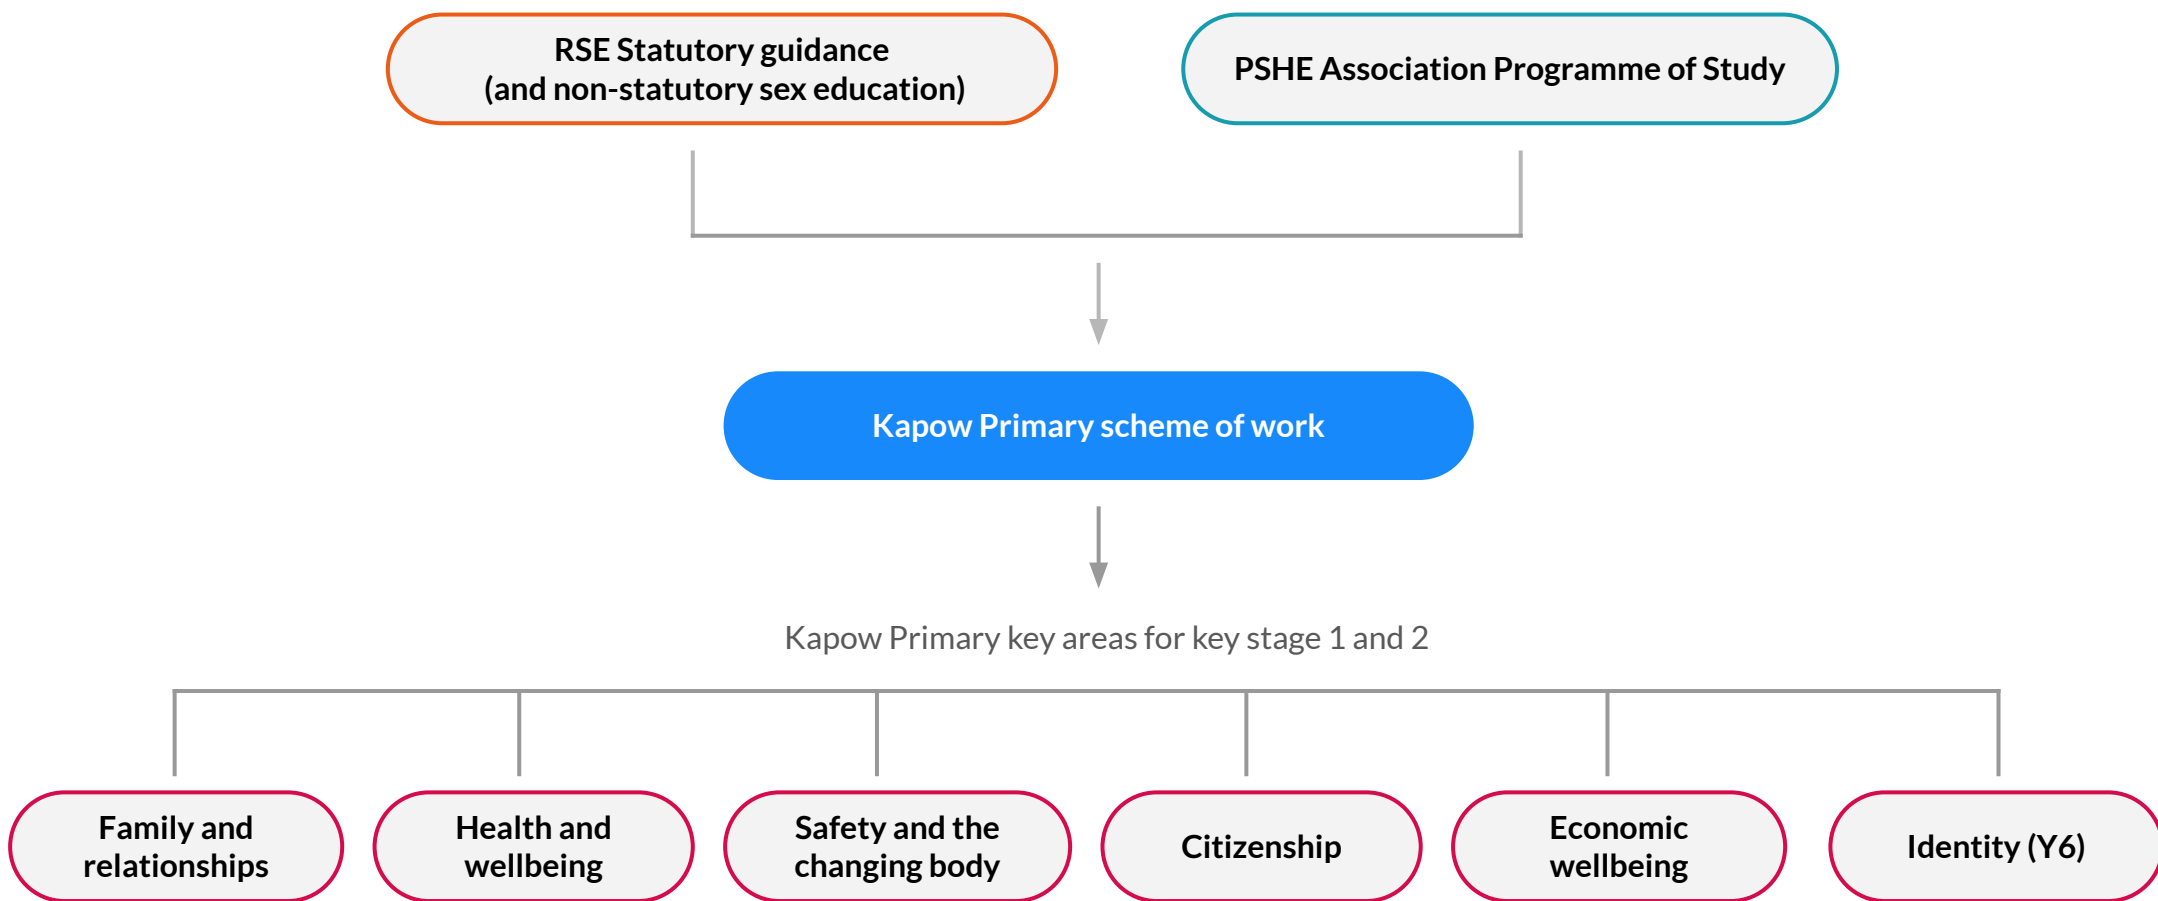 RSE Statutory guidance
(and non-statutory sex education)
PSHE Association Programme of Study
Kapow Primary scheme of work
Kapow Primary key areas for key stage 1 and 2
Family and
relationships
Health and
wellbeing
Safety and the
changing body
Citizenship
Economic
wellbeing
Identity (Y6)